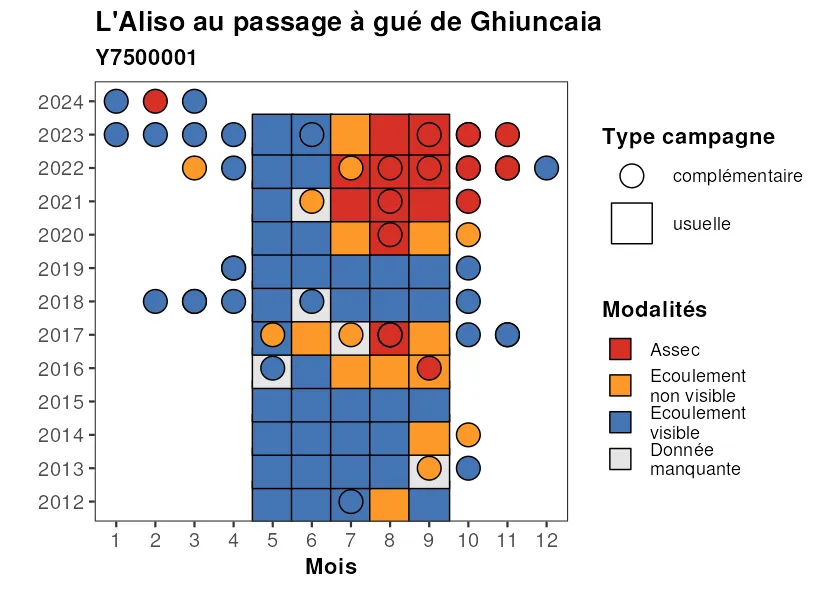 L'Aliso au passage à gué de Ghiuncaia
Y7500001
2024
2023
2022
2021
2020
2019
2018
2017
2016
2015
2014
2013
2012
1 2 3 4 5 6 7 8 9 10 11 12
Mois
Type campagne
complémentaire
usuelle
Modalités
Assec
Ecoulement
non visible
Ecoulement
visible
Donnée
manquante